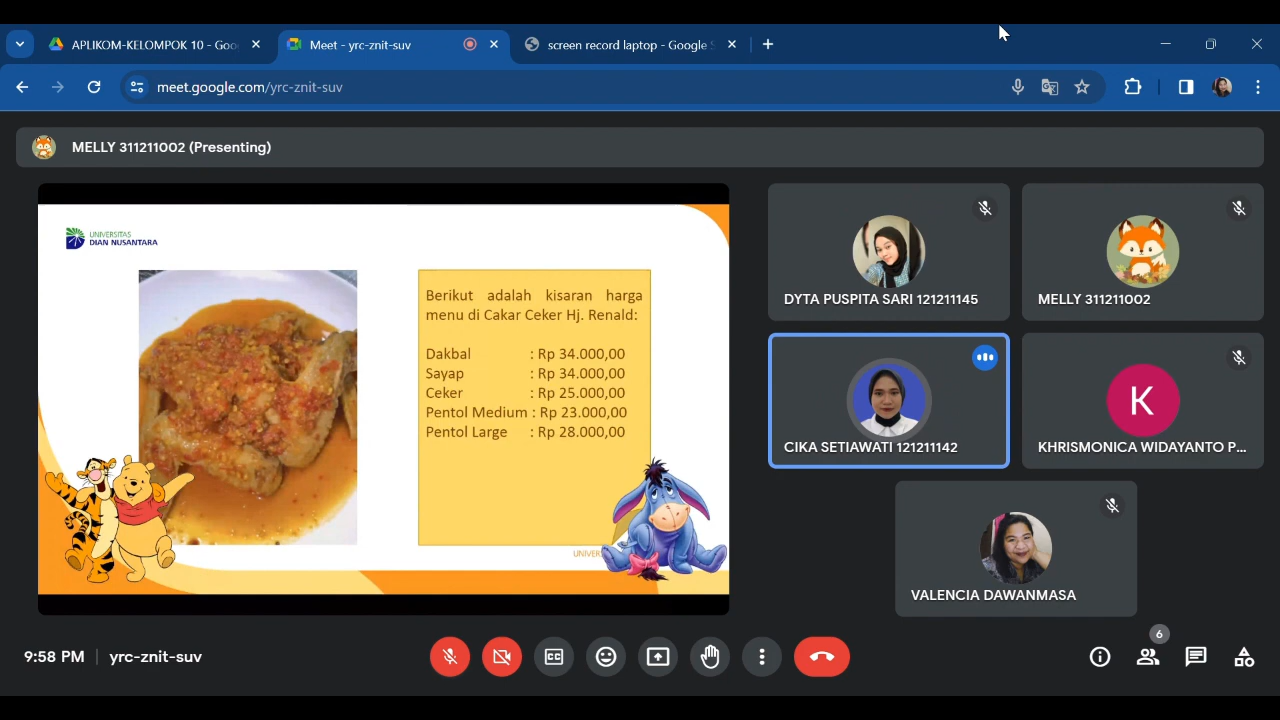 APLIKOM-KELOMPOK 10 - Goo
Meet - yrc-znit-suv
screen record laptop - Google S
meet.google.com/yrc-znit-suv
MELLY 311211002 (Presenting)
UNIVERSITAS
DIAN NUSANTARA
Berikut adalah kisaran harga
menu di Cakar Ceker Hj. Renald:
Dakbal : Rp 34.000,00
Sayap : Rp 34.000,00
Ceker : Rp 25.000,00
Pentol Medium : Rp 23.000,00
Pentol Large : Rp 28.000,00
UNIVER
DYTA PUSPITA SARI 121211145
MELLY 311211002
CIKA SETIAWATI 121211142
K
KHRISMONICA WIDAYANTO P...
VALENCIA DAWANMASA
9:58 PM | yrc-znit-suv
CC
6